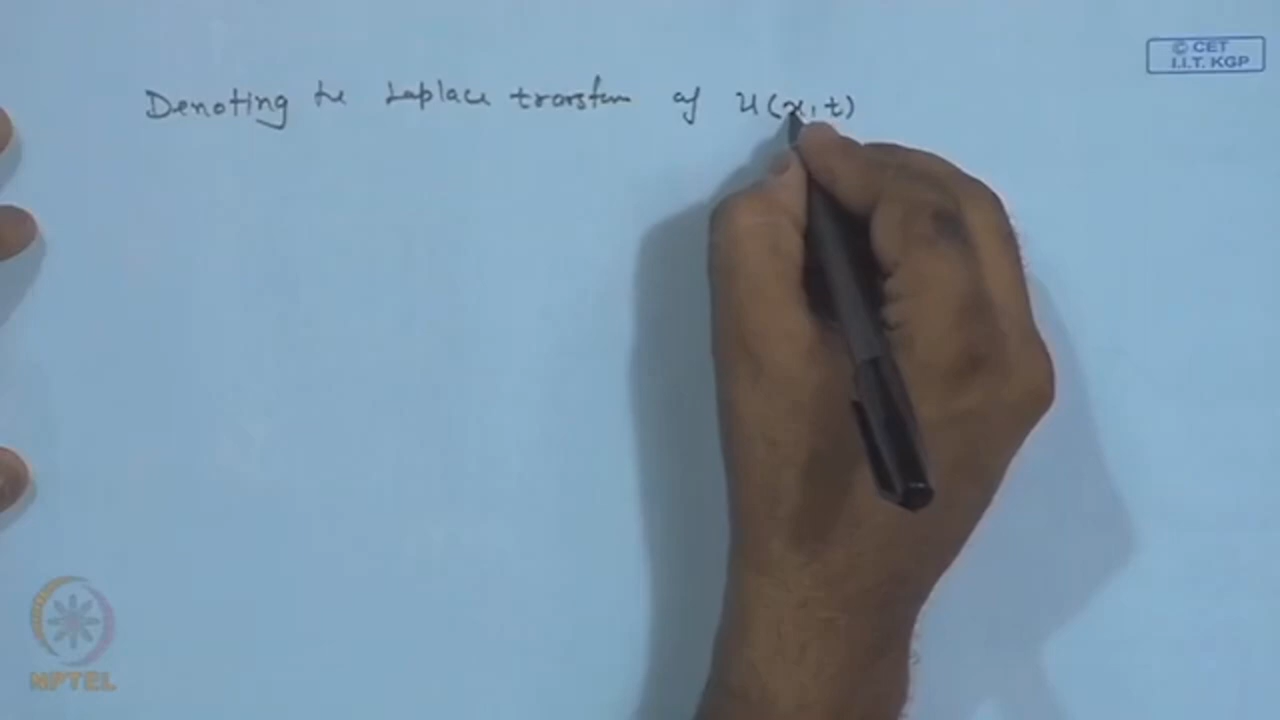 © CET
I.I.T. KGP
Denoting the Laplace transform of u(x,t)
NPTEL